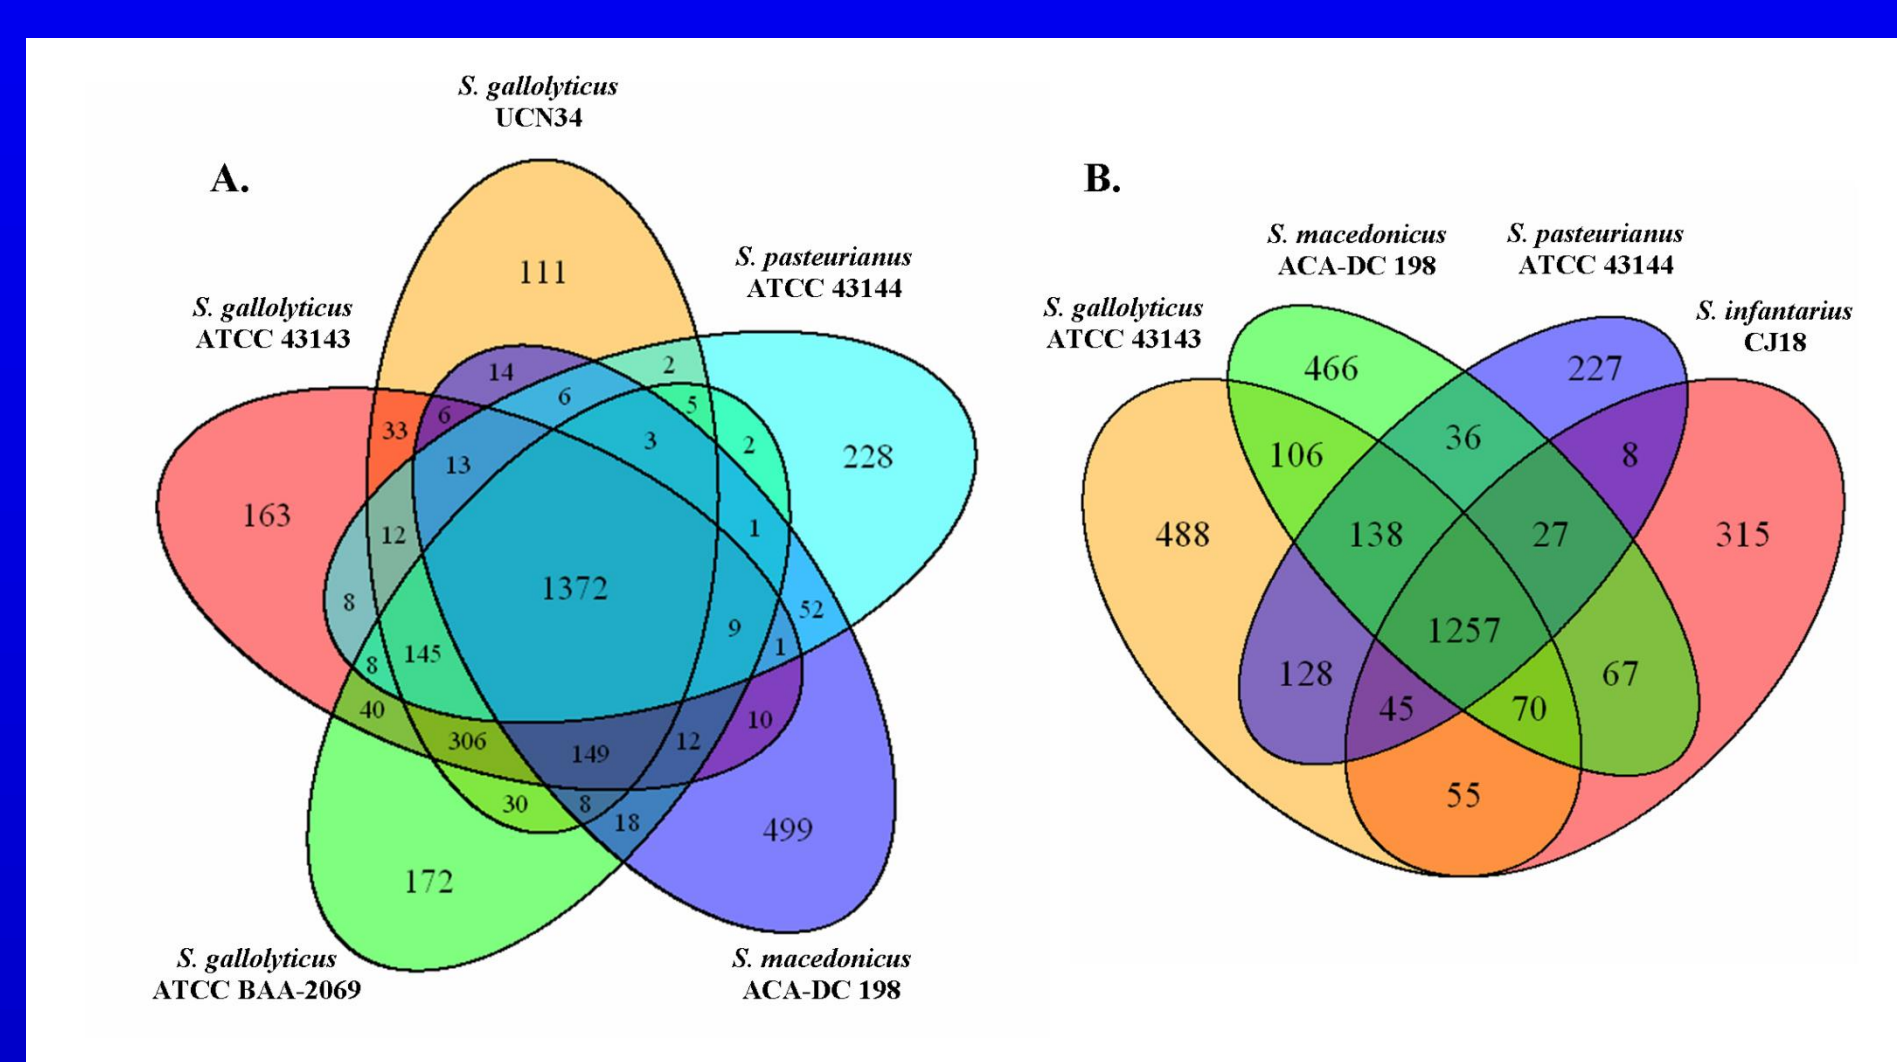 S. gallolyticus
UCN34
A.
S. pasteurianus
ATCC 43144
S. gallolyticus
ATCC 43143
111
14
2
6
5
6
33
3
2
13
228
163
12
1
1372
8
52
9
1
145
8
40
10
306
149
12
30
8
18
499
172
S. gallolyticus
ATCC BAA-2069
S. macedonicus
ACA-DC 198
B.
S. macedonicus
ACA-DC 198
S. pasteurianus
ATCC 43144
S. gallolyticus
ATCC 43143
S. infantarius
CJ18
466
227
106
36
8
488
138
27
315
1257
128
67
45
70
55